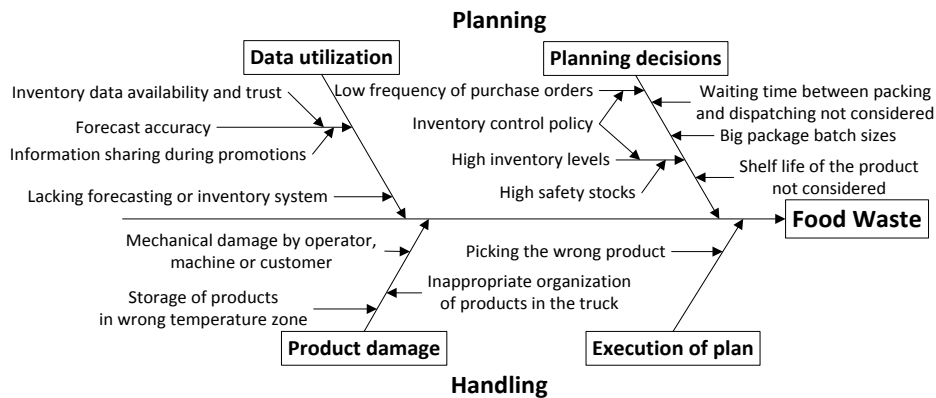 Planning
Data utilization
Planning decisions
Inventory data availability and trust
Forecast accuracy
Information sharing during promotions
Lacking forecasting or inventory system
Low frequency of purchase orders
Inventory control policy
High inventory levels
High safety stocks
Waiting time between packing
and dispatching not considered
Big package batch sizes
Shelf life of the product
not considered
Food Waste
Mechanical damage by operator,
machine or customer
Storage of products
in wrong temperature zone
Inappropriate organization
of products in the truck
Picking the wrong product
Product damage
Execution of plan
Handling